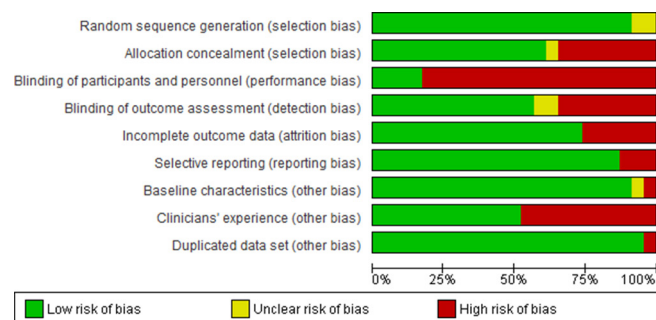 Random sequence generation (selection bias)
Allocation concealment (selection bias)
Blinding of participants and personnel (performance bias)
Blinding of outcome assessment (detection bias)
Incomplete outcome data (attrition bias)
Selective reporting (reporting bias)
Baseline characteristics (other bias)
Clinicians' experience (other bias)
Duplicated data set (other bias)
0% 25% 50% 75% 100%
Low risk of bias Unclear risk of bias High risk of bias